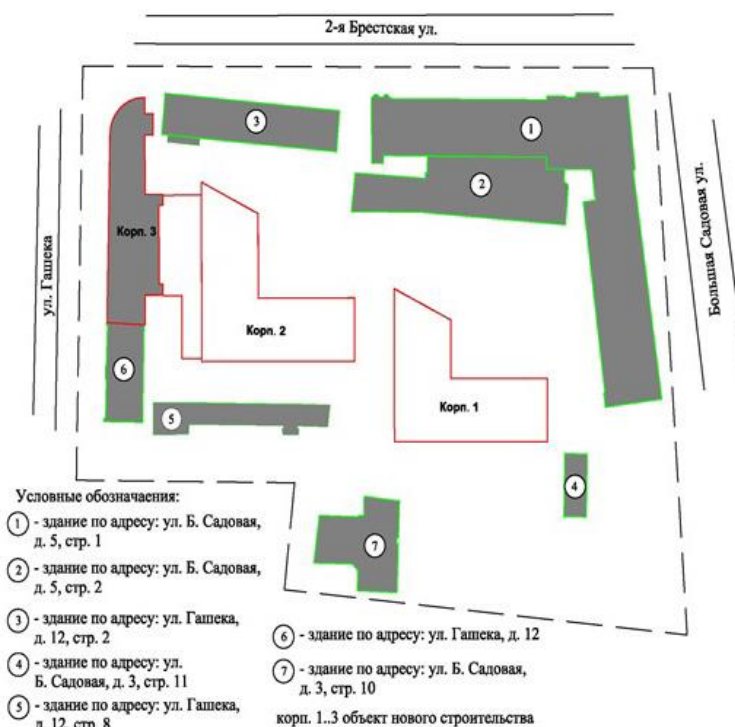 2-я Брестская ул.
3
1
2
Корп. 3
ул. Гашека
Большая Садовая ул.
Корп. 2
6
Корп. 1
5
4
7
Условные обозначаения:
1 - здание по адресу: ул. Б. Садовая,
д. 5, стр. 1
2 - здание по адресу: ул. Б. Садовая,
д. 5, стр. 2
3 - здание по адресу: ул. Гашека,
д. 12, стр. 2
4 - здание по адресу: ул.
Б. Садовая, д. 3, стр. 11
5 - здание по адресу: ул. Гашека,
д. 12, стр. 8
6 - здание по адресу: ул. Гашека, д. 12
7 - здание по адресу: ул. Б. Садовая,
д. 3, стр. 10
корп. 1..3 объект нового строительства